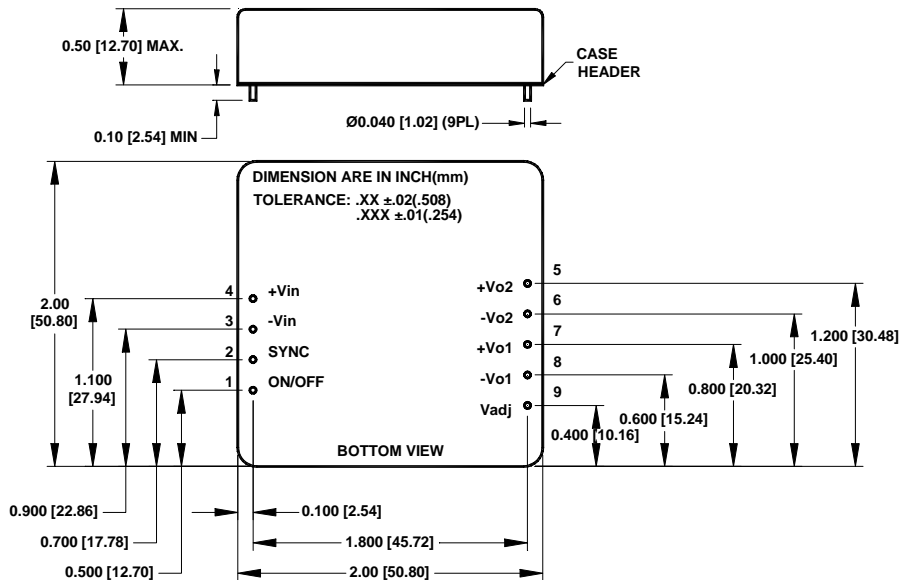 0.50 [12.70] MAX.
CASE
HEADER
0.10 [2.54] MIN
Ø0.040 [1.02] (9PL)
DIMENSION ARE IN INCH(mm)
TOLERANCE: .XX ±.02(.508)
.XXX ±.01(.254)
2.00
[50.80]
1.100
[27.94]
4
+Vin
3
-Vin
2
SYNC
1
ON/OFF
5
+Vo2
6
-Vo2
7
+Vo1
8
-Vo1
9
Vadj
1.200 [30.48]
1.000 [25.40]
0.800 [20.32]
0.600 [15.24]
0.400 [10.16]
BOTTOM VIEW
0.900 [22.86]
0.100 [2.54]
0.700 [17.78]
1.800 [45.72]
0.500 [12.70]
2.00 [50.80]